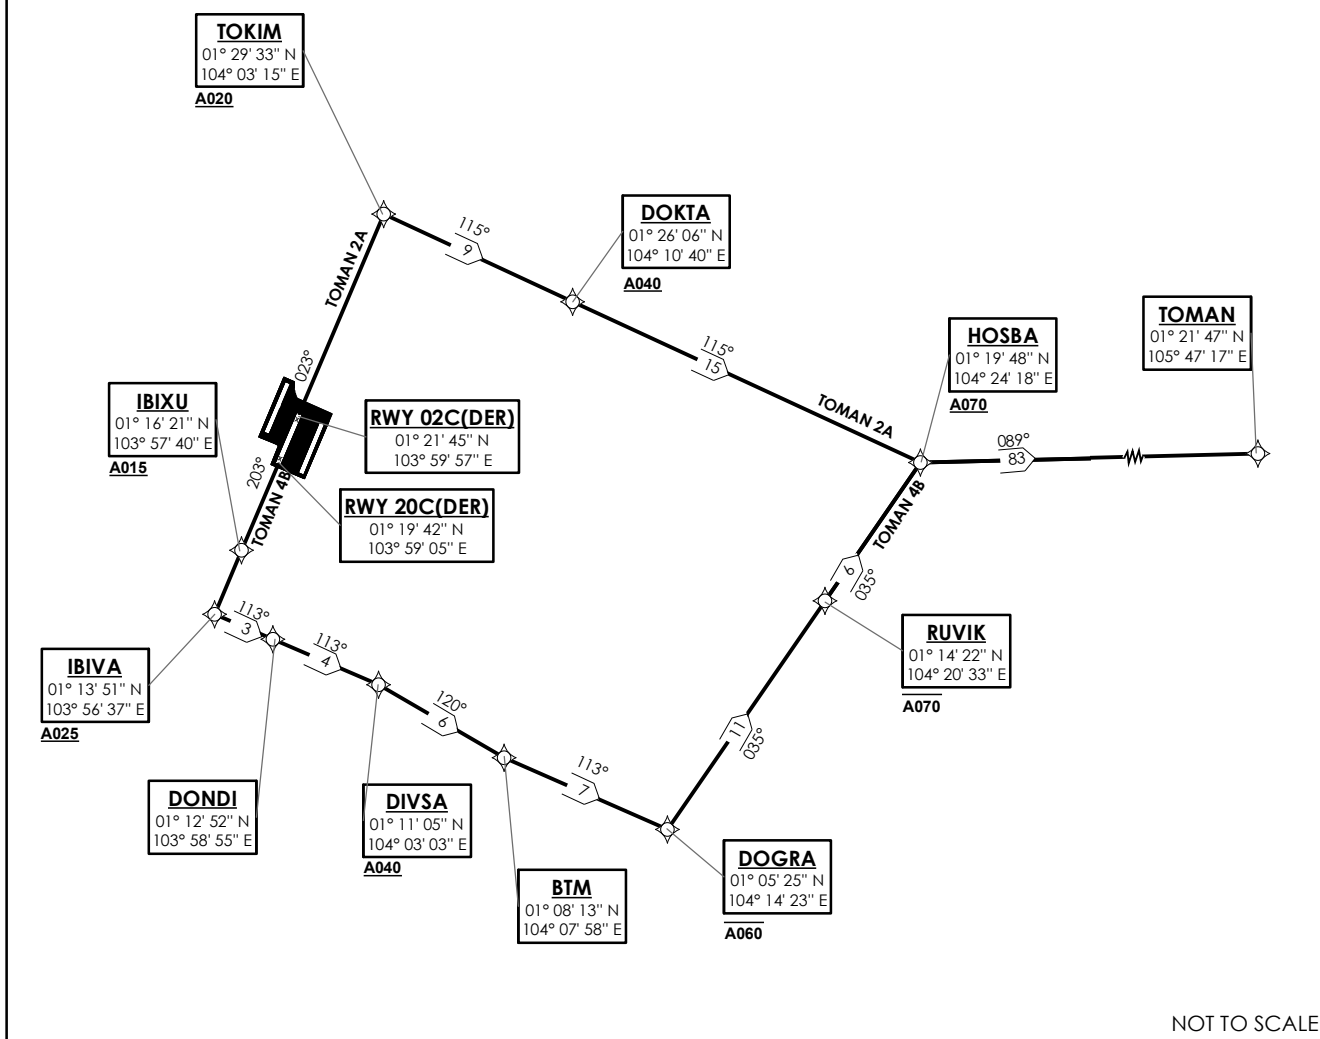 TOKIM
01° 29' 33" N
104° 03' 15" E
A020
TOMAN 2A
023°
115°
9
DOKTA
01° 26' 06" N
104° 10' 40" E
A040
115°
15
TOMAN 2A
HOSBA
01° 19' 48" N
104° 24' 18" E
A070
TOMAN
01° 21' 47" N
105° 47' 17" E
089°
83
IBIXU
01° 16' 21" N
103° 57' 40" E
A015
RWY 02C(DER)
01° 21' 45" N
103° 59' 57" E
RWY 20C(DER)
01° 19' 42" N
103° 59' 05" E
203°
TOMAN 4B
TOMAN 4B
6
035°
RUVIK
01° 14' 22" N
104° 20' 33" E
A070
11
035°
IBIVA
01° 13' 51" N
103° 56' 37" E
A025
113°
3
113°
4
120°
6
113°
7
DONDI
01° 12' 52" N
103° 58' 55" E
DIVSA
01° 11' 05" N
104° 03' 03" E
A040
BTM
01° 08' 13" N
104° 07' 58" E
DOGRA
01° 05' 25" N
104° 14' 23" E
A060
NOT TO SCALE